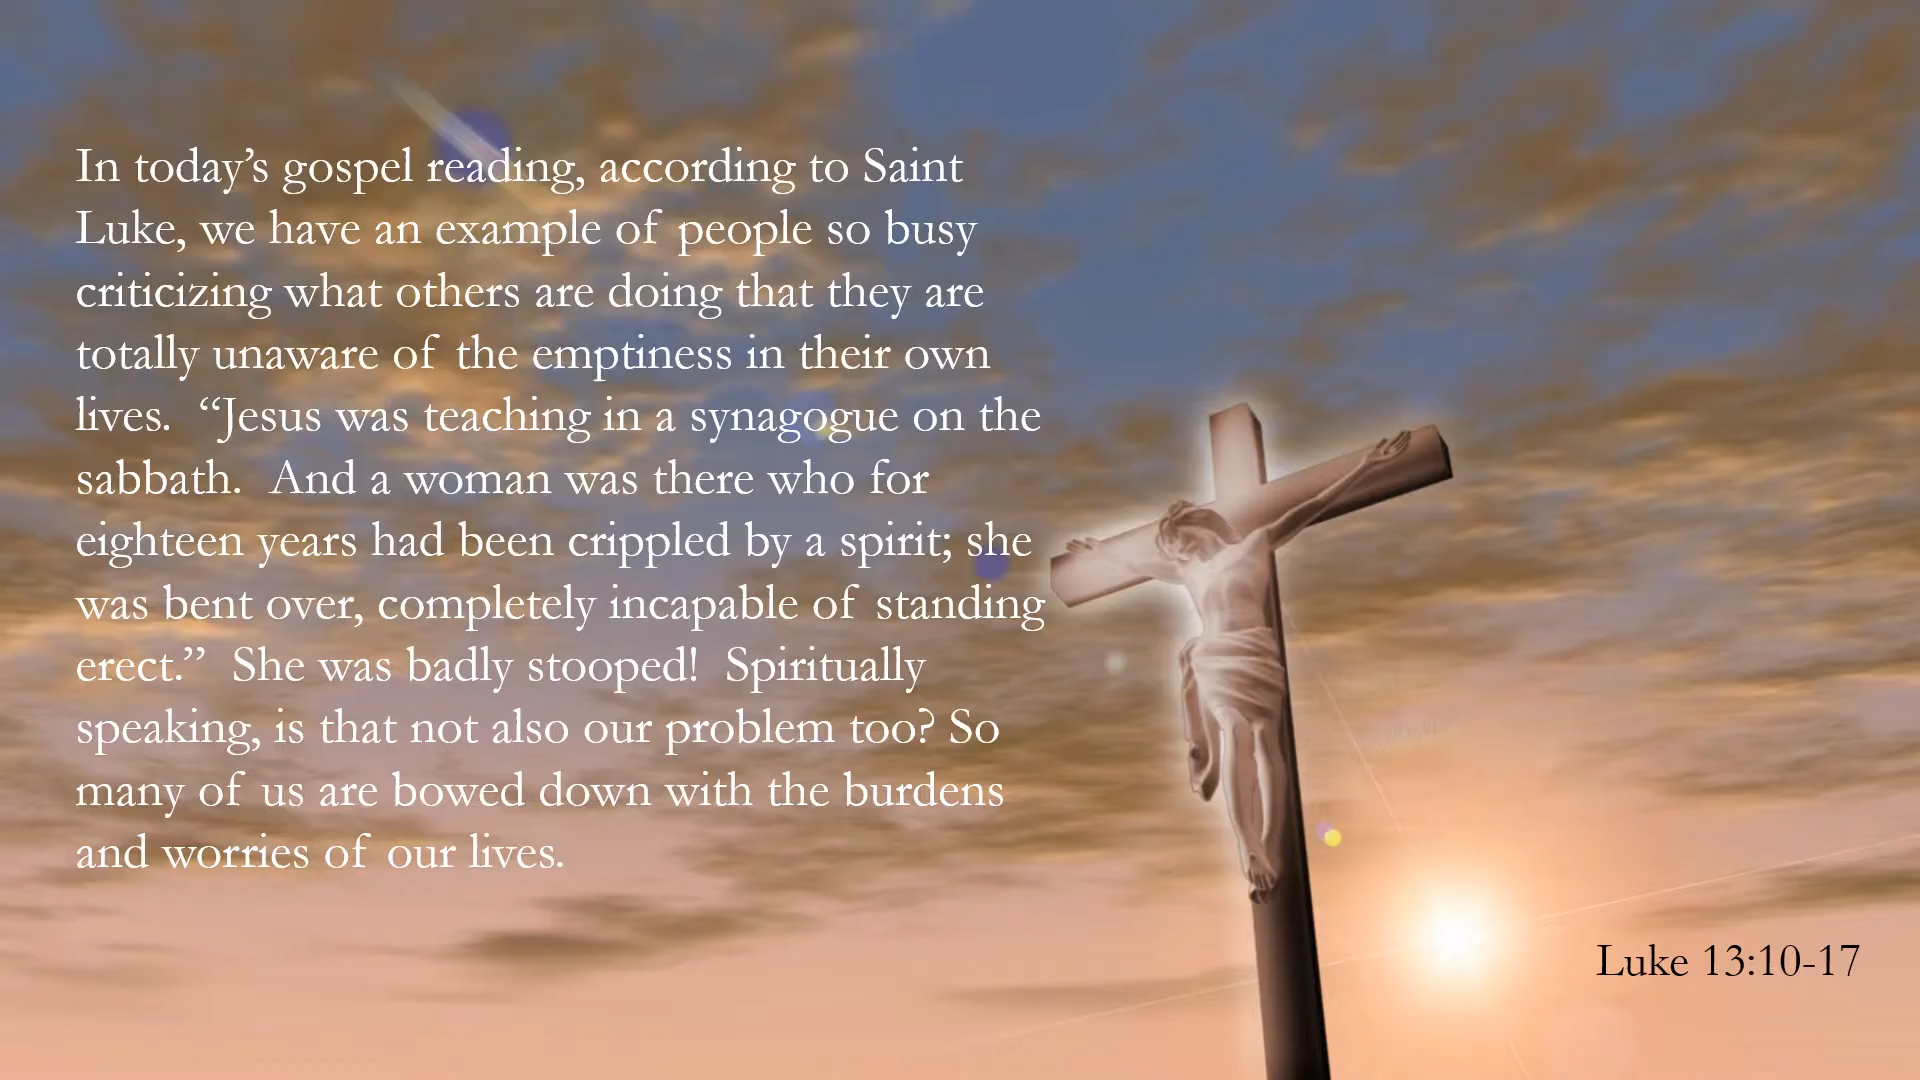 In today’s gospel reading, according to Saint
Luke, we have an example of people so busy
criticizing what others are doing that they are
totally unaware of the emptiness in their own
lives.  “Jesus was teaching in a synagogue on the
sabbath.  And a woman was there who for
eighteen years had been crippled by a spirit; she
was bent over, completely incapable of standing
erect.”  She was badly stooped!  Spiritually
speaking, is that not also our problem too? So
many of us are bowed down with the burdens
and worries of our lives.
Luke 13:10-17